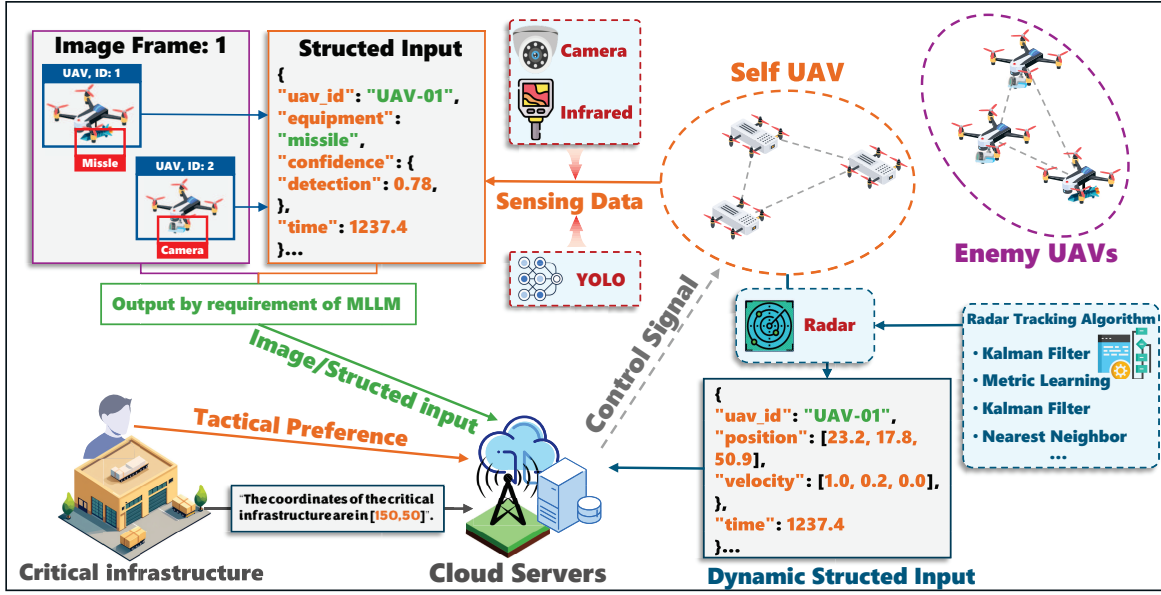 Image Frame: 1
UAV, ID: 1
Missle
UAV, ID: 2
Camera
Structed Input
{
"uav_id": "UAV-01",
"equipment":
"missile",
"confidence": {
"detection": 0.78,
},
"time": 1237.4
}...
Output by requirement of MLLM
Camera
Infrared
Sensing Data
YOLO
Self UAV
Enemy UAVs
Radar
Radar Tracking Algorithm
• Kalman Filter
• Metric Learning
• Kalman Filter
• Nearest Neighbor
...
Image/Structed input
Control Signal
Tactical Preference
"The coordinates of the critical
infrastructure are in [150,50]".
Critical infrastructure
Cloud Servers
{
"uav_id": "UAV-01",
"position": [23.2, 17.8,
50.9],
"velocity": [1.0, 0.2, 0.0],
},
"time": 1237.4
}...
Dynamic Structed Input